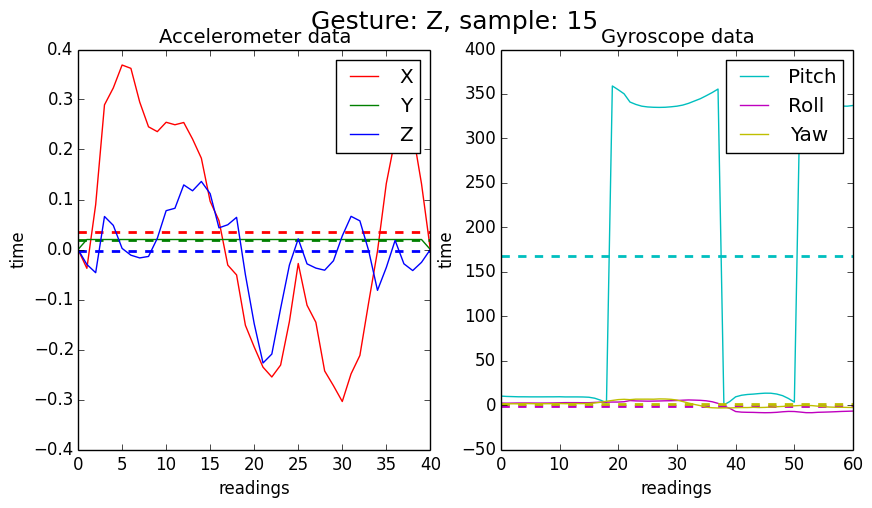 Gesture: Z, sample: 15
Accelerometer data
0.4
0.3
0.2
0.1
0.0
−0.1
−0.2
−0.3
−0.4
time
0 5 10 15 20 25 30 35 40
readings
X
Y
Z
Gyroscope data
400
350
300
250
200
150
100
50
0
−50
time
0 10 20 30 40 50 60
readings
Pitch
Roll
Yaw